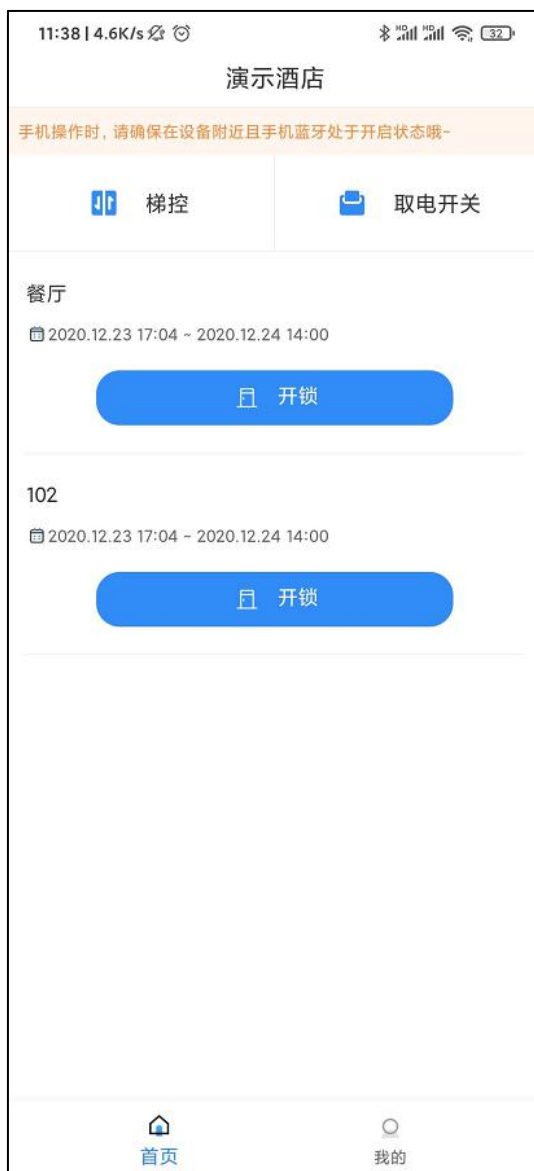 11:38 | 4.6K/s
HD HD 32
演示酒店
手机操作时，请确保在设备附近且手机蓝牙处于开启状态哦~
梯控
取电开关
餐厅
2020.12.23 17:04 ~ 2020.12.24 14:00
开锁
102
2020.12.23 17:04 ~ 2020.12.24 14:00
开锁
首页
我的